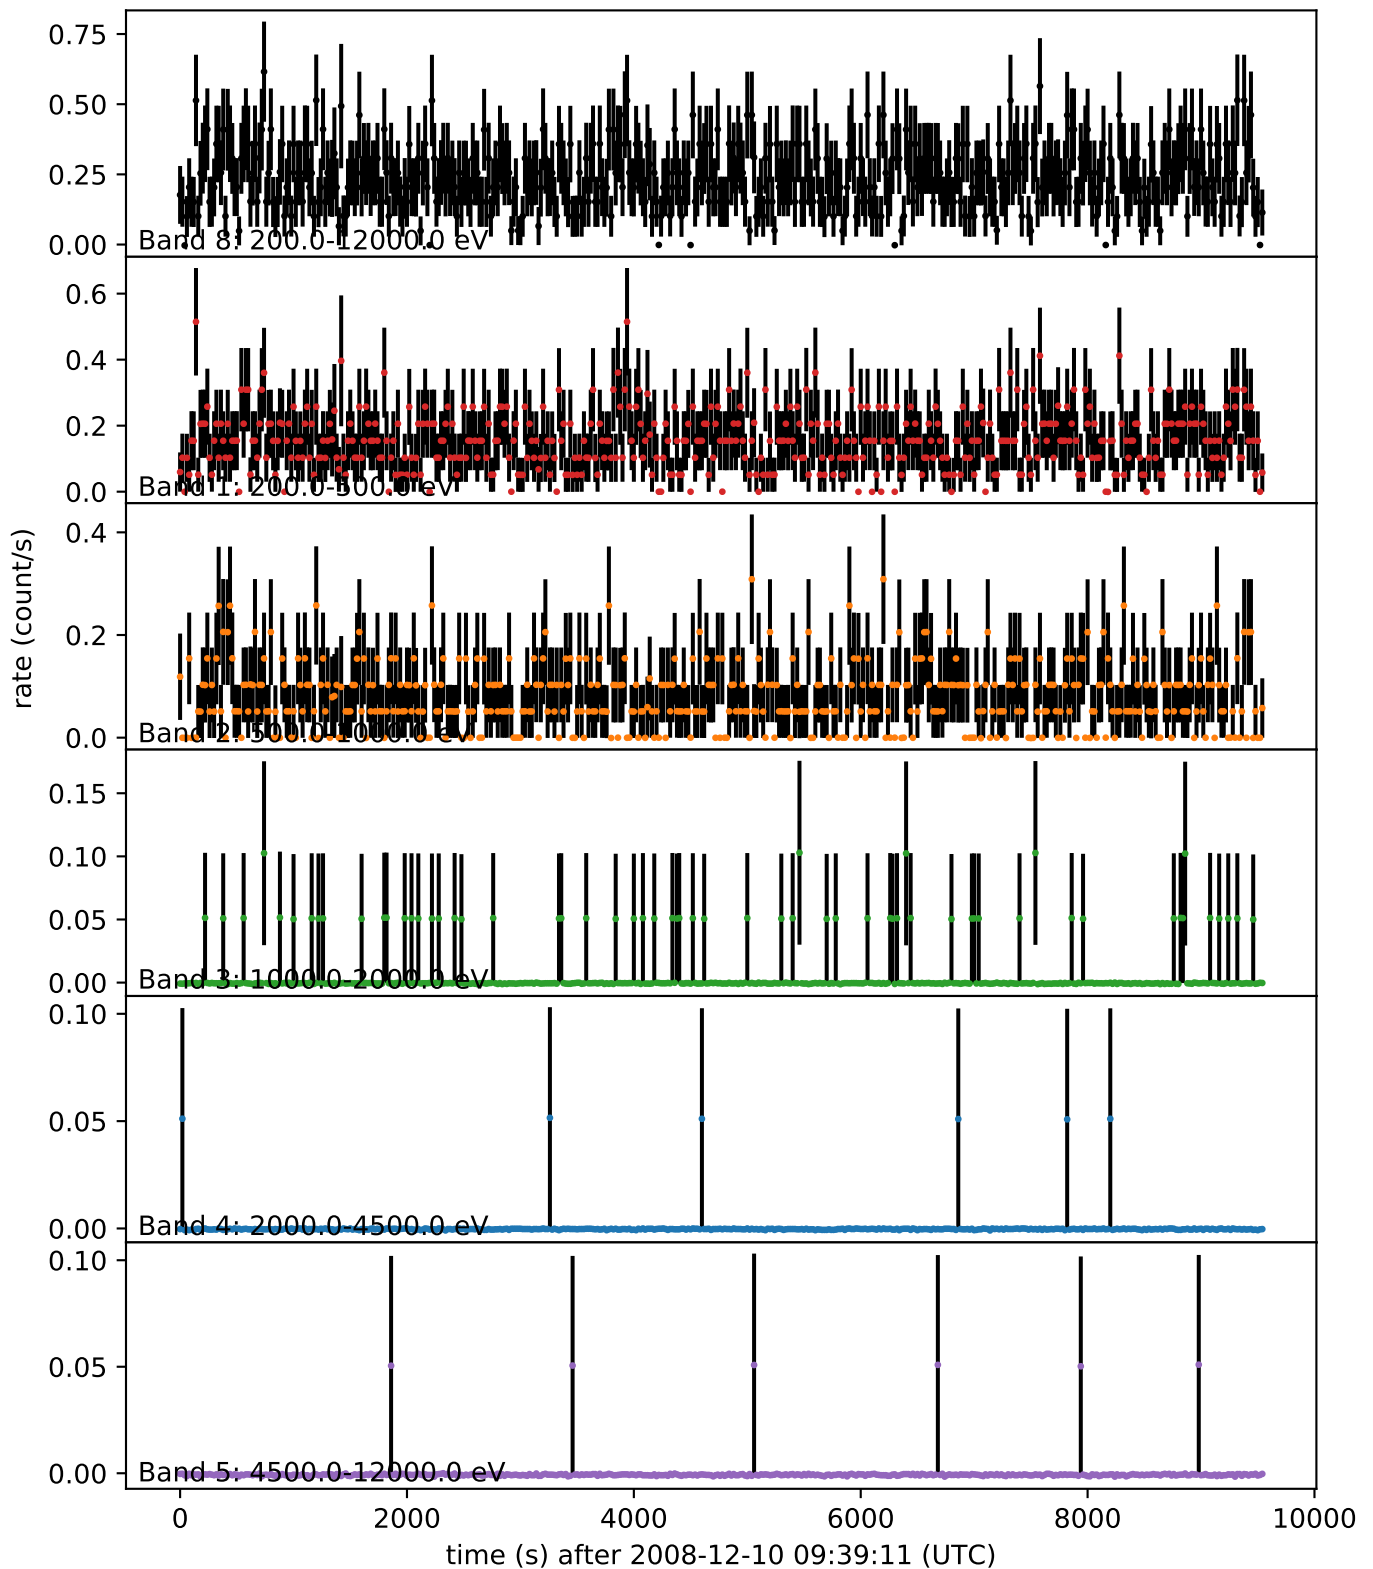 0.75
0.50
0.25
0.00
Band 8: 200.0-12000.0 eV
0.6
0.4
0.2
0.0
Band 1: 200.0-500.0 eV
rate (count/s)
0.4
0.2
0.0
Band 2: 500.0-1000.0 eV
0.15
0.10
0.05
0.00
Band 3: 1000.0-2000.0 eV
0.10
0.05
0.00
Band 4: 2000.0-4500.0 eV
0.10
0.05
0.00
Band 5: 4500.0-12000.0 eV
0 2000 4000 6000 8000 10000
time (s) after 2008-12-10 09:39:11 (UTC)